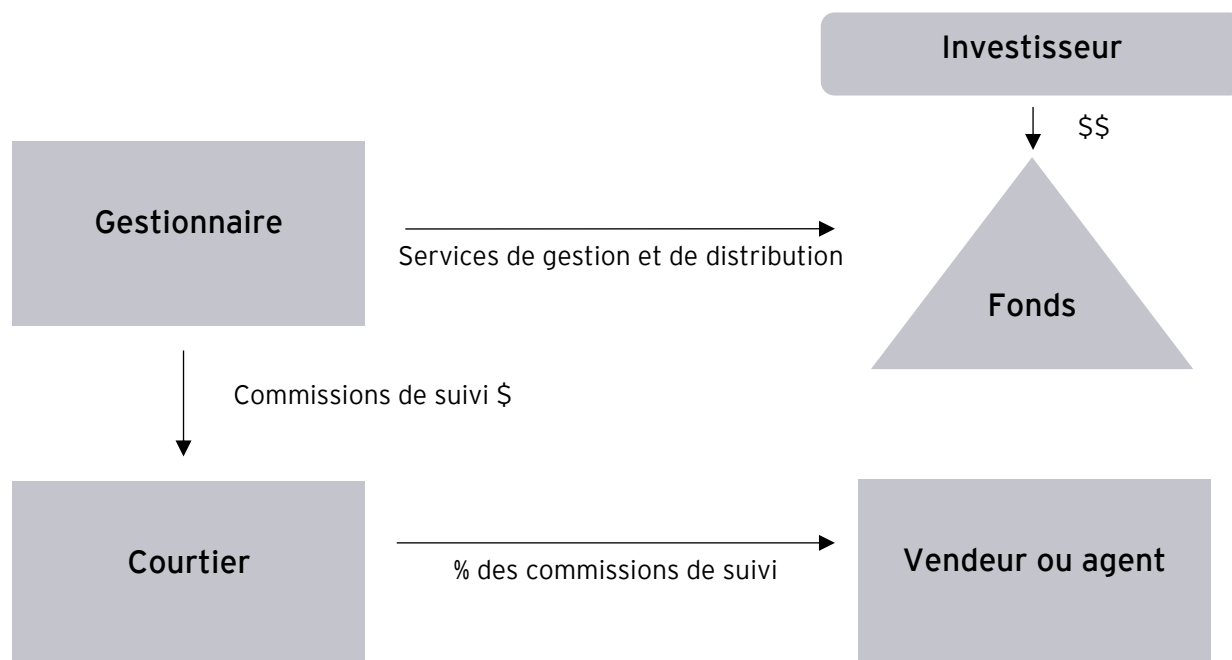 Investisseur
$$
Gestionnaire
Services de gestion et de distribution
Fonds
Commissions de suivi $
Courtier
% des commissions de suivi
Vendeur ou agent